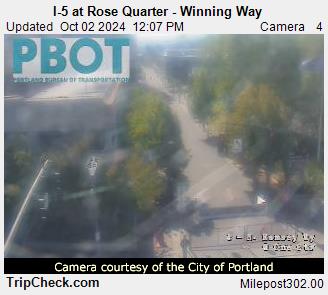 I-5 at Rose Quarter - Winning Way
Updated Oct 02 2024 12:07 PM Camera 4
PBOT
PORTLAND BUREAU OF TRANSPORTATION
Camera courtesy of the City of Portland
TripCheck.com Milepost302.00